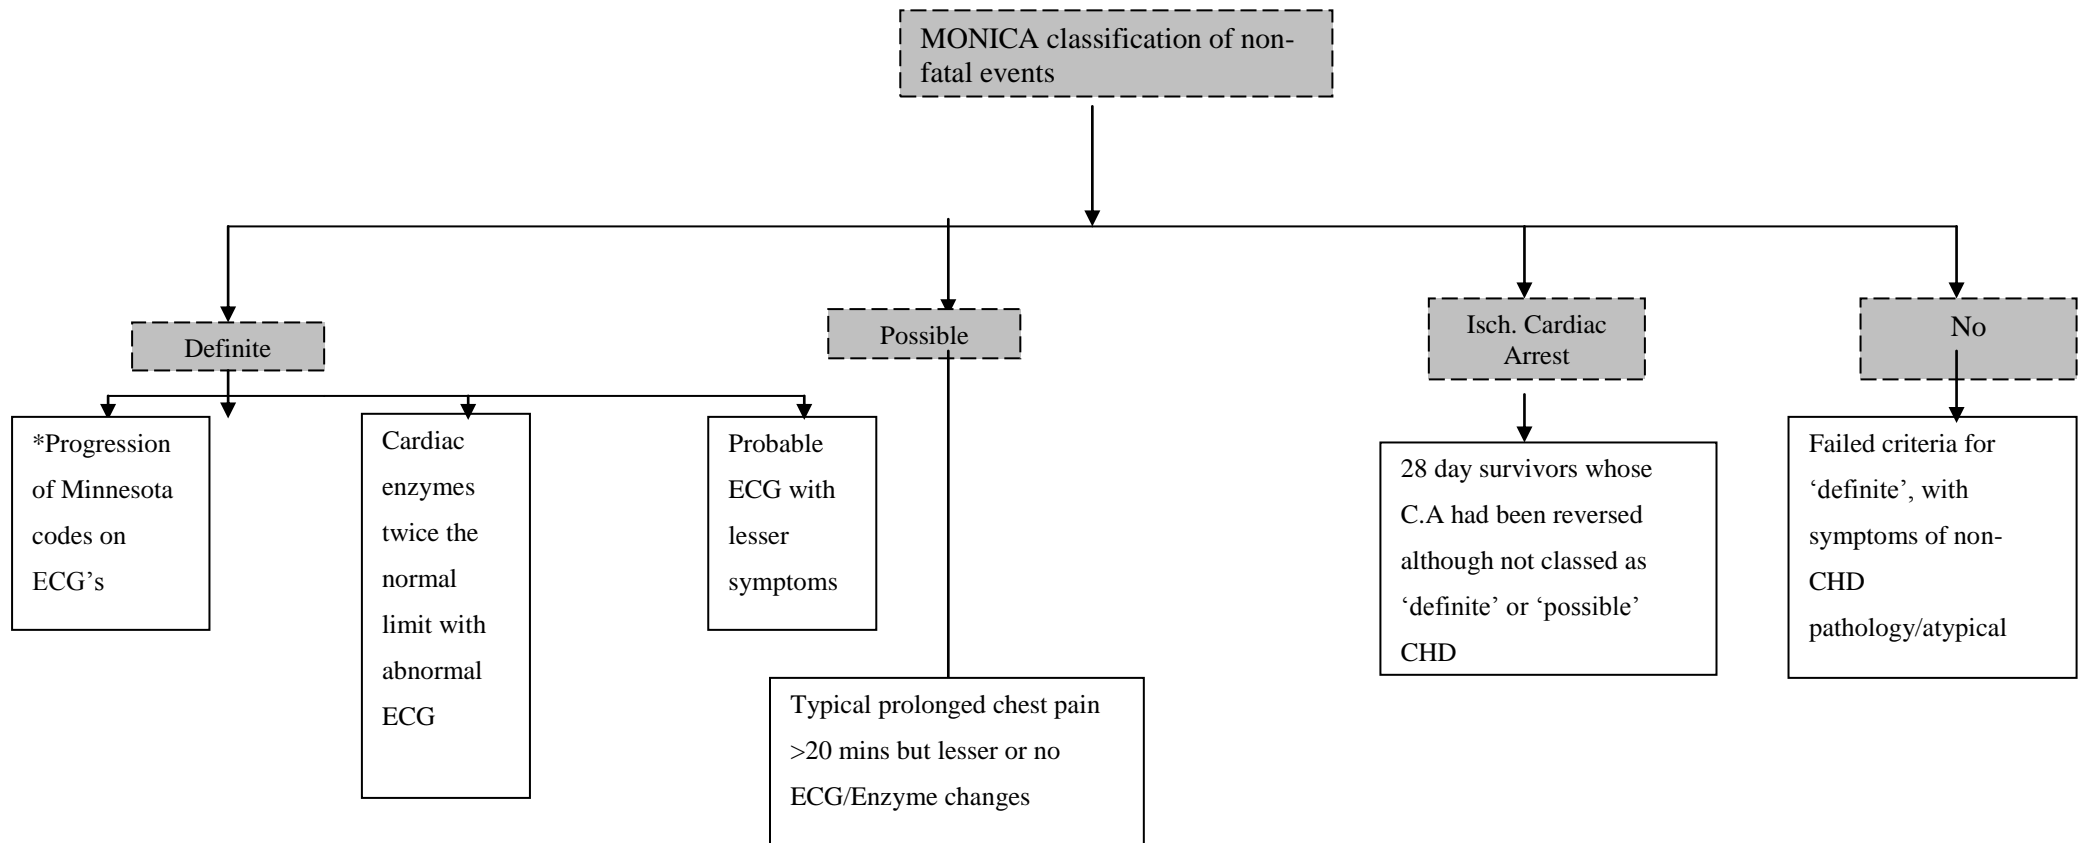 MONICA classification of non-
fatal events
Definite
Possible
Isch. Cardiac
Arrest
No
*Progression
of Minnesota
codes on
ECG’s
Cardiac
enzymes
twice the
normal
limit with
abnormal
ECG
Probable
ECG with
lesser
symptoms
Typical prolonged chest pain
>20 mins but lesser or no
ECG/Enzyme changes
28 day survivors whose
C.A had been reversed
although not classed as
‘definite’ or ‘possible’
CHD
Failed criteria for
‘definite’, with
symptoms of non-
CHD
pathology/atypical